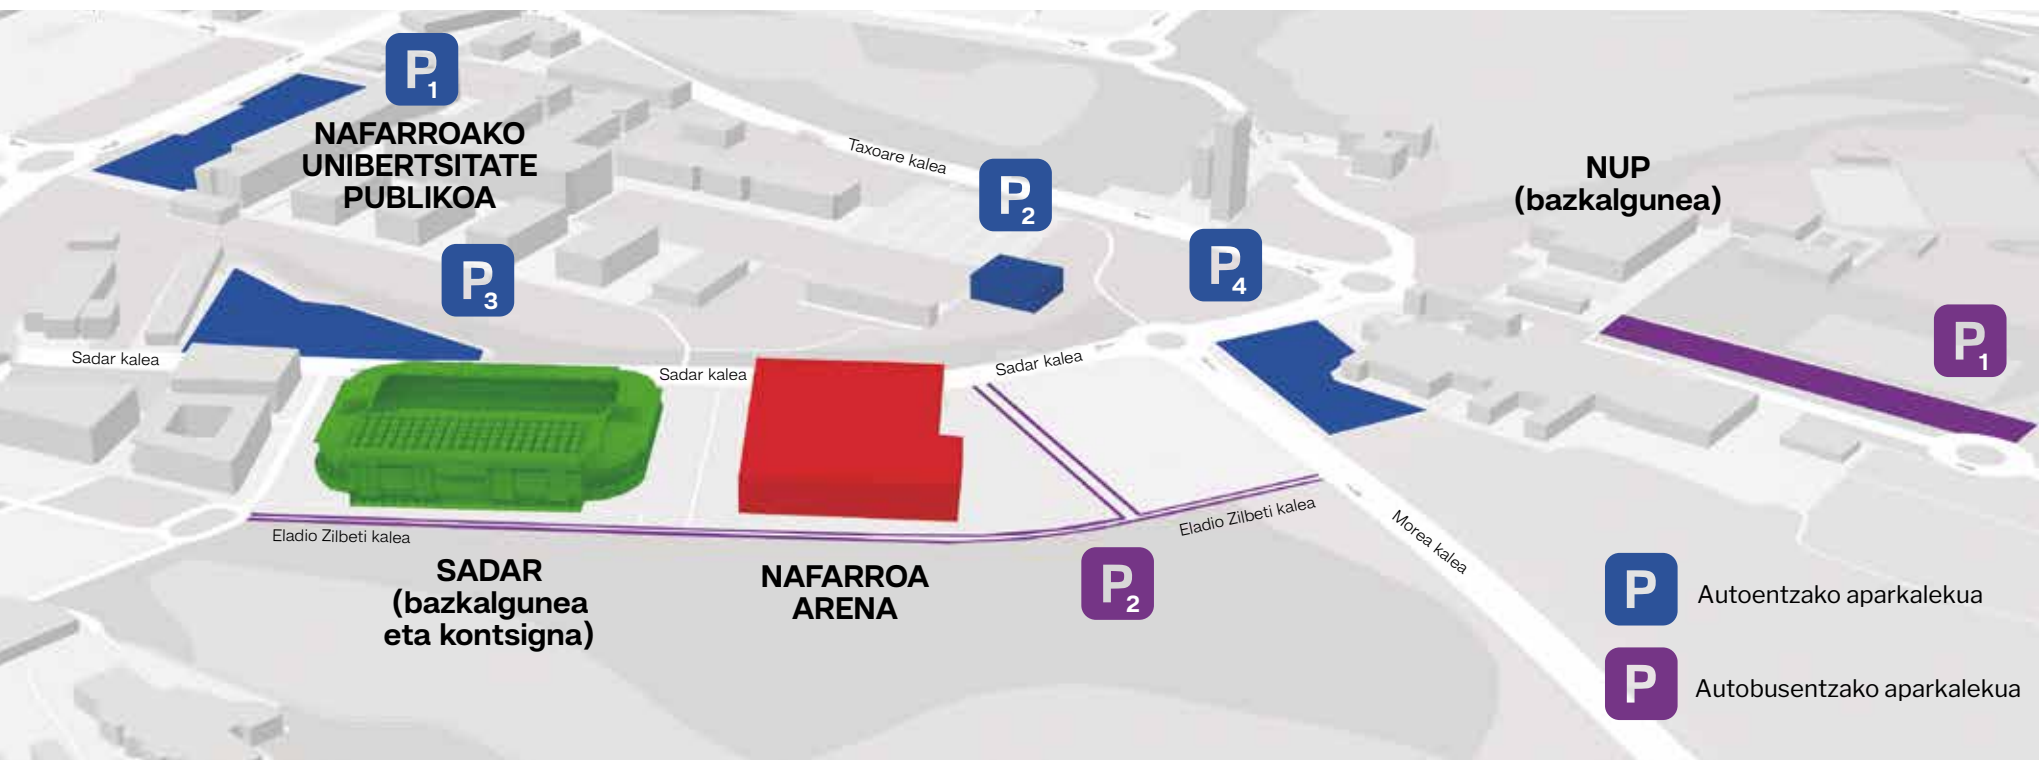 P1
NAFARROAKO
UNIBERTSITATE
PUBLIKOA
Taxoare kalea
P2
NUP
(bazkalgunea)
P3
P4
P1
Sadar kalea
Sadar kalea
Sadar kalea
Eladio Zilbeti kalea
Eladio Zilbeti kalea
Morea kalea
SADAR
(bazkalgunea
eta kontsigna)
NAFARROA
ARENA
P2
P Autoentzako aparkalekua
P Autobusentzako aparkalekua